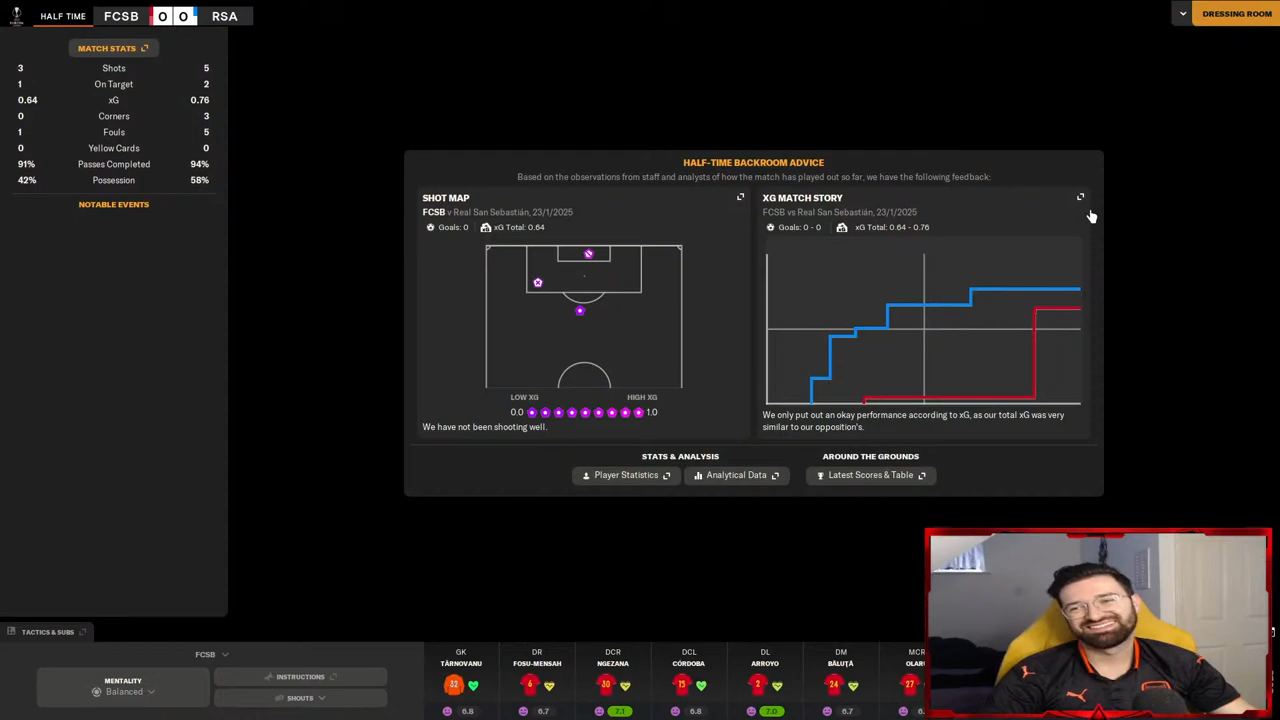 HALF TIME FCSB 0 0 RSA
DRESSING ROOM
MATCH STATS
3 Shots 5
1 On Target 2
0.64 xG 0.76
0 Corners 3
1 Fouls 5
0 Yellow Cards 0
91% Passes Completed 94%
42% Possession 58%
NOTABLE EVENTS
HALF-TIME BACKROOM ADVICE
Based on the observations from staff and analysts of how the match has played out so far, we have the following feedback:
SHOT MAP
FCSB v Real San Sebastián, 23/1/2025
Goals: 0 xG Total: 0.64
LOW XG HIGH XG
0.0 1.0
We have not been shooting well.
XG MATCH STORY
FCSB vs Real San Sebastián, 23/1/2025
Goals: 0 - 0 xG Total: 0.64 - 0.76
We only put out an okay performance according to xG, as our total xG was very
similar to our opposition's.
STATS & ANALYSIS
Player Statistics Analytical Data
AROUND THE GROUNDS
Latest Scores & Table
TACTICS & SUBS
FCSB
MENTALITY
Balanced
INSTRUCTIONS
SHOUTS
GK DR DCR DCL DL DM MCR
TÂRNOVANU FOSU-MENSAH NGEZANA CÓRDOBA ARROYO BĂLUȚĂ OLARU
32 6 30 15 2 24 27
6.8 6.7 7.1 6.8 7.0 6.7 6.